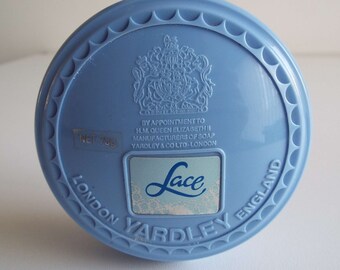 BY APPOINTMENT TO
H.M. QUEEN ELIZABETH II
MANUFACTURERS OF SOAP
YARDLEY & CO LTD · LONDON
Lace
LONDON YARDLEY ENGLAND